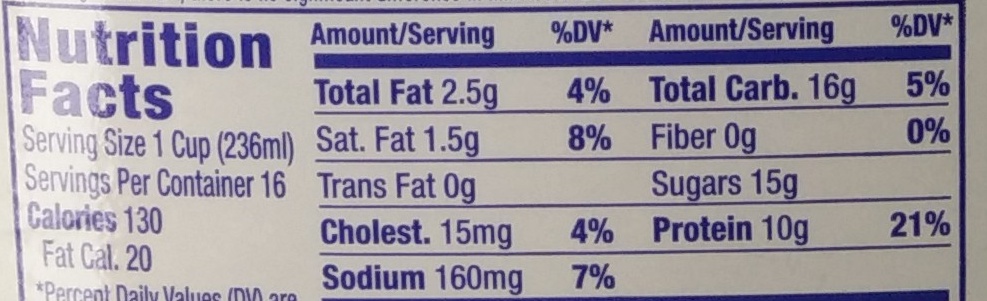 Nutrition
Facts
Serving Size 1 Cup (236ml)
Servings Per Container 16
Calories 130
Fat Cal. 20
*Percent Daily Values (DV) are
Amount/Serving %DV* Amount/Serving %DV*
Total Fat 2.5g 4% Total Carb. 16g 5%
Sat. Fat 1.5g 8% Fiber 0g 0%
Trans Fat 0g Sugars 15g
Cholest. 15mg 4% Protein 10g 21%
Sodium 160mg 7%